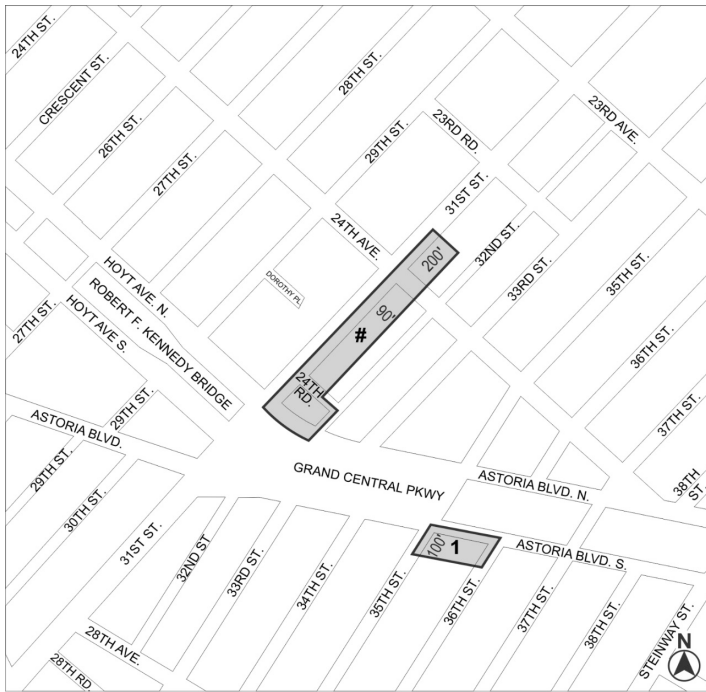 24TH ST.
CRESCENT ST.
26TH ST.
27TH ST.
28TH ST.
29TH ST.
23RD RD.
23RD AVE.
31ST ST.
24TH AVE.
32ND ST.
33RD ST.
35TH ST.
36TH ST.
37TH ST.
38TH
ST.
200'
90'
#
24TH
RD.
DOROTHY PL.
HOYT AVE. N.
ROBERT F. KENNEDY BRIDGE
HOYT AVE S.
27TH ST.
29TH ST.
ASTORIA BLVD.
29TH ST.
30TH ST.
31ST ST.
32ND ST
33RD ST.
34TH ST.
35TH ST.
36TH ST.
37TH ST.
38TH ST.
STEINWAY ST.
GRAND CENTRAL PKWY
ASTORIA BLVD. N.
ASTORIA BLVD. S.
100'
1
28TH AVE.
28TH RD.
N